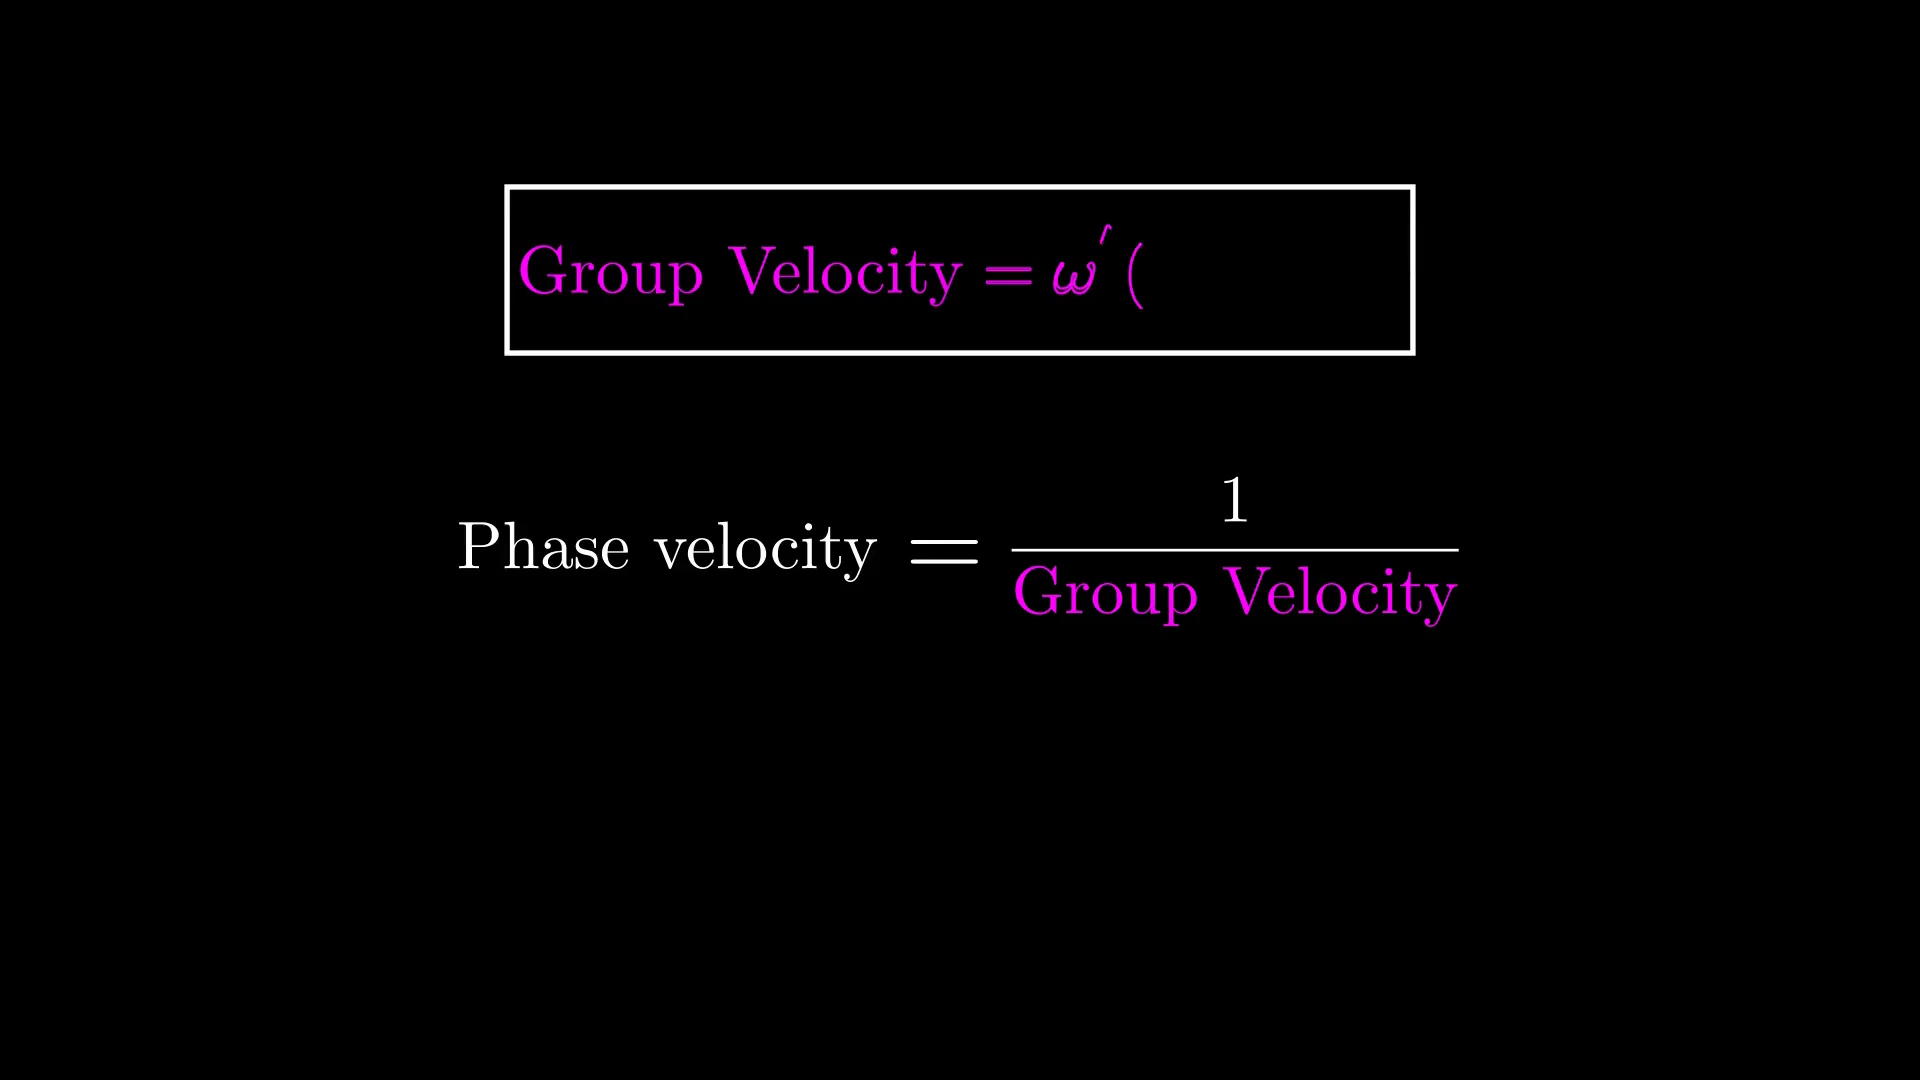 Group Velocity = ω′(
Phase velocity = 1 / Group Velocity